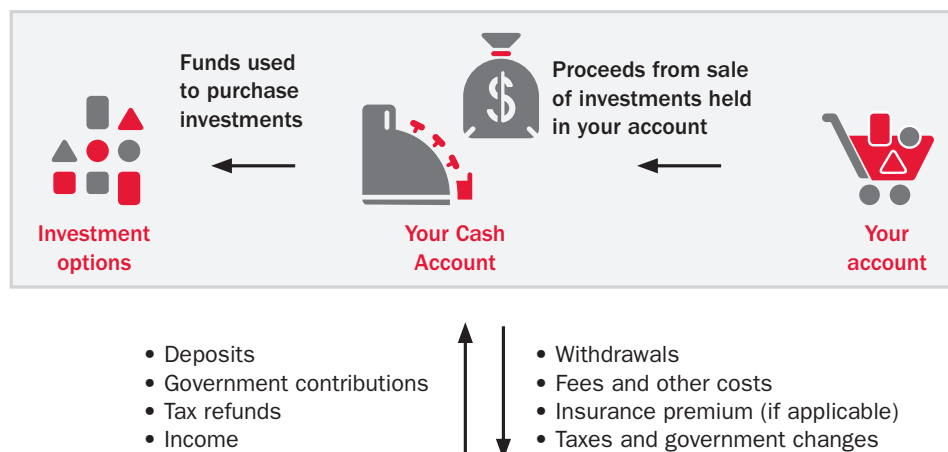 Funds used
to purchase
investments
$
Proceeds from sale
of investments held
in your account
Investment
options
Your Cash
Account
Your
account
• Deposits
• Government contributions
• Tax refunds
• Income
• Withdrawals
• Fees and other costs
• Insurance premium (if applicable)
• Taxes and government changes